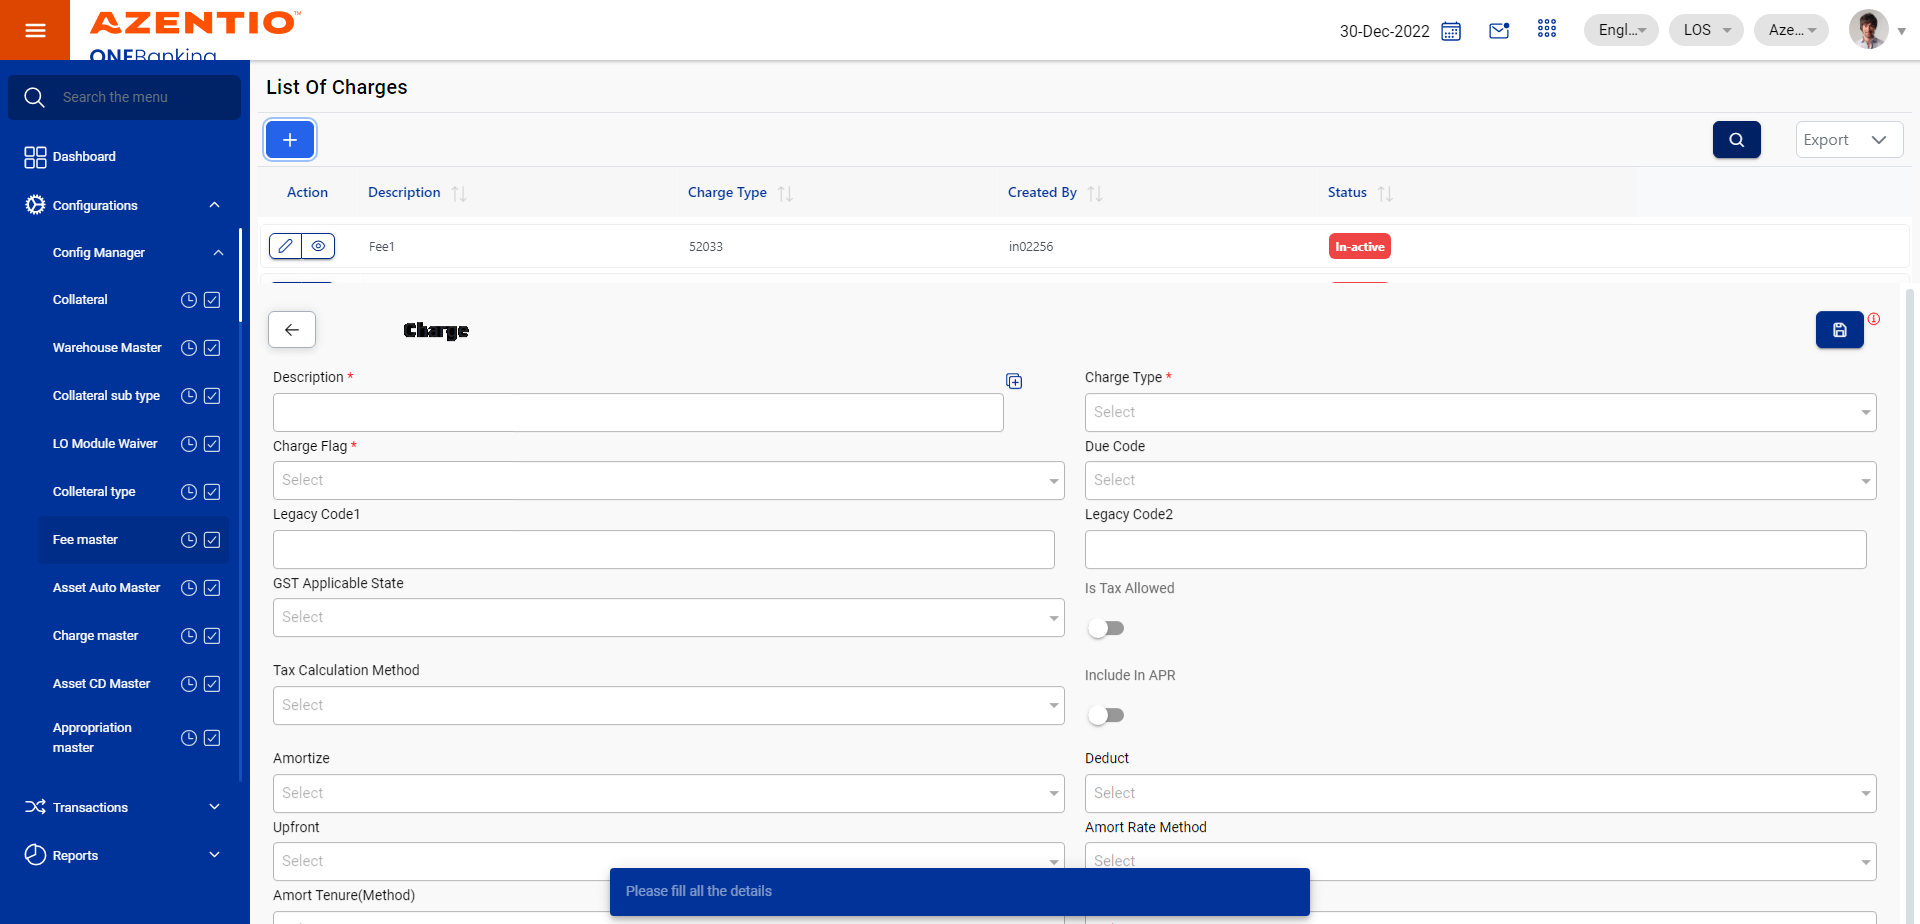 AZENTIO™
ONEBanking
30-Dec-2022
Engl...
LOS
Aze...
Search the menu
Dashboard
Configurations
Config Manager
Collateral
Warehouse Master
Collateral sub type
LO Module Waiver
Colleteral type
Fee master
Asset Auto Master
Charge master
Asset CD Master
Appropriation
master
Transactions
Reports
List Of Charges
Export
Action Description Charge Type Created By Status
Fee1 52033 in02256 In-active
Charge
Description *
Charge Type *
Select
Charge Flag *
Due Code
Select
Select
Legacy Code1
Legacy Code2
GST Applicable State
Is Tax Allowed
Select
Tax Calculation Method
Include In APR
Select
Amortize
Deduct
Select
Select
Upfront
Amort Rate Method
Select
Select
Amort Tenure(Method)
Please fill all the details